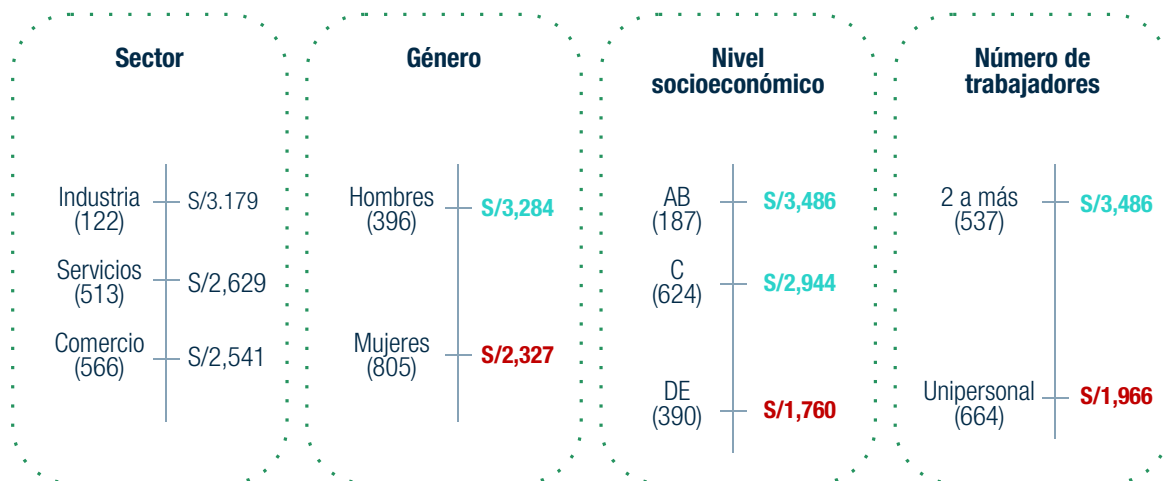 Sector
Industria
(122)
S/3.179
Servicios
(513)
S/2,629
Comercio
(566)
S/2,541
Género
Hombres
(396)
S/3,284
Mujeres
(805)
S/2,327
Nivel
socioeconómico
AB
(187)
S/3,486
C
(624)
S/2,944
DE
(390)
S/1,760
Número de
trabajadores
2 a más
(537)
S/3,486
Unipersonal
(664)
S/1,966